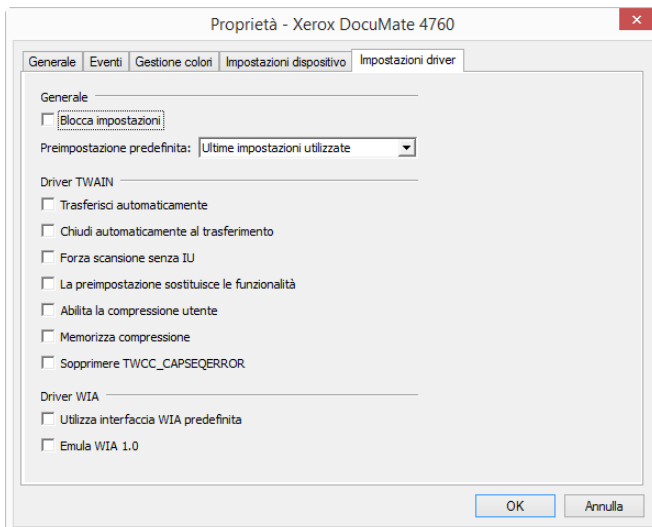 Proprietà - Xerox DocuMate 4760
Generale Eventi Gestione colori Impostazioni dispositivo Impostazioni driver
Generale
Blocca impostazioni
Preimpostazione predefinita: Ultime impostazioni utilizzate
Driver TWAIN
Trasferisci automaticamente
Chiudi automaticamente al trasferimento
Forza scansione senza IU
La preimpostazione sostituisce le funzionalità
Abilita la compressione utente
Memorizza compressione
Sopprimere TWCC_CAPSEQERROR
Driver WIA
Utilizza interfaccia WIA predefinita
Emula WIA 1.0
OK Annulla